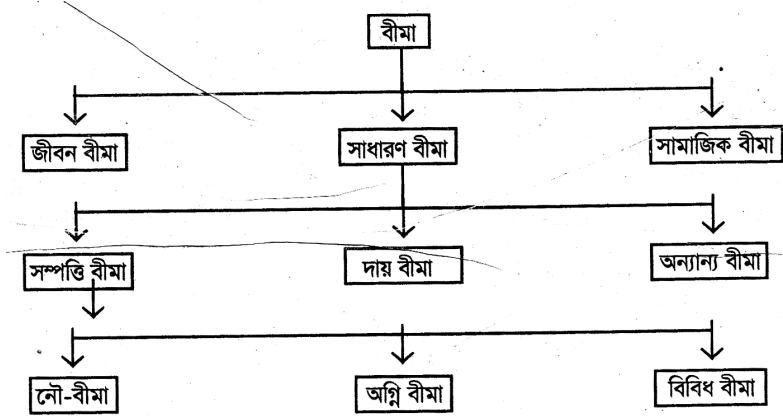 বীমা
জীবন বীমা
সাধারণ বীমা
সামাজিক বীমা
সম্পত্তি বীমা
দায় বীমা
অন্যান্য বীমা
নৌ-বীমা
অগ্নি বীমা
বিবিধ বীমা